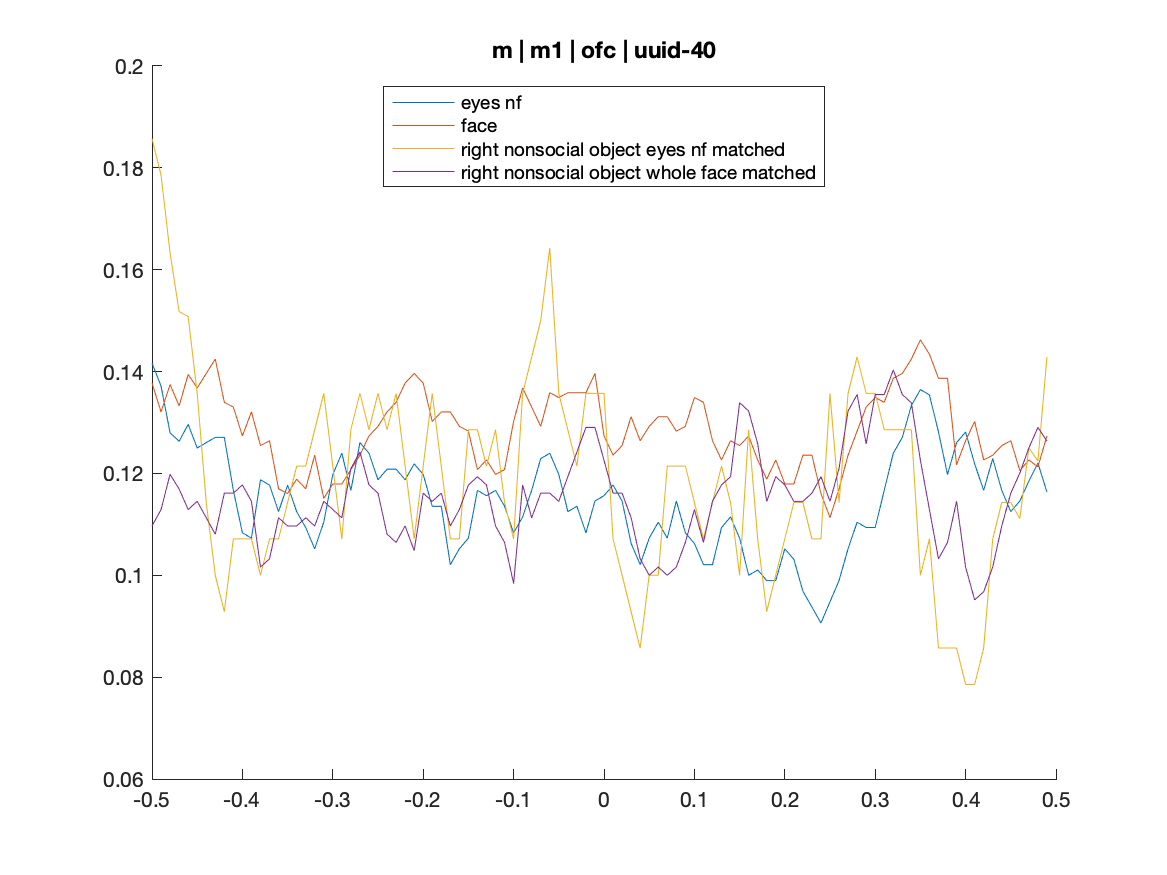 m | m1 | ofc | uuid-40
0.2
eyes nf
face
right nonsocial object eyes nf matched
right nonsocial object whole face matched
0.18
0.16
0.14
0.12
0.1
0.08
0.06
-0.5 -0.4 -0.3 -0.2 -0.1 0 0.1 0.2 0.3 0.4 0.5